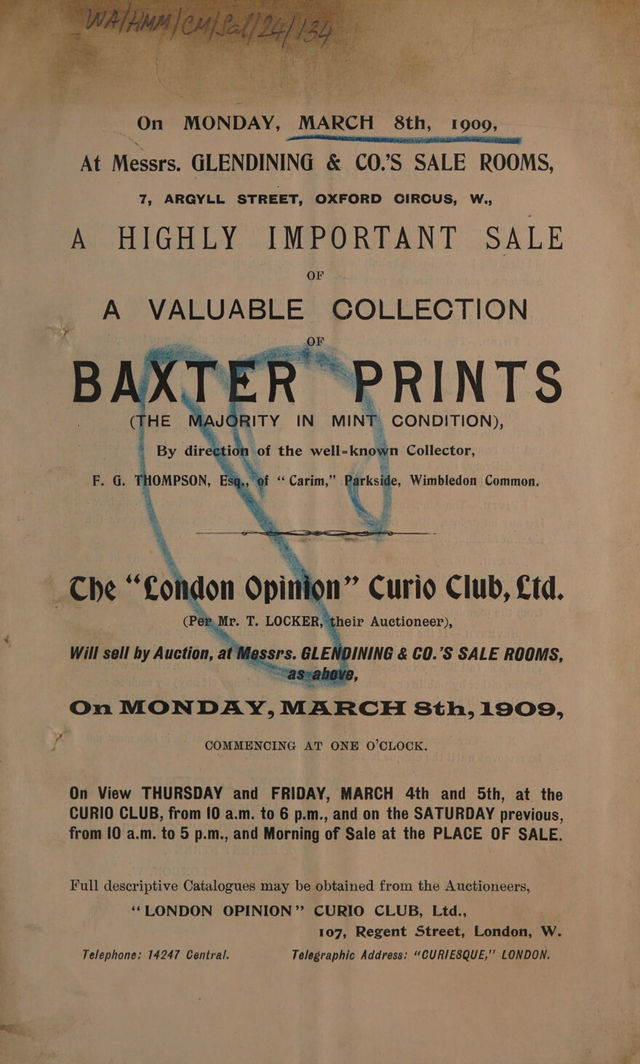 WA/HMM/CM/Sal/24/134
On MONDAY, MARCH 8th, 1909,
At Messrs. GLENDINING & CO.'S SALE ROOMS,
7, ARGYLL STREET, OXFORD CIRCUS, W.,
A HIGHLY IMPORTANT SALE
OF
A VALUABLE COLLECTION
OF
BAXTER PRINTS
(THE MAJORITY IN MINT CONDITION),
By direction of the well-known Collector,
F. G. THOMPSON, Esq., of "Carim," Parkside, Wimbledon Common.
The "London Opinion" Curio Club, Ltd.
(Per Mr. T. LOCKER, their Auctioneer),
Will sell by Auction, at Messrs. GLENDINING & CO.'S SALE ROOMS,
as above,
On MONDAY, MARCH 8th, 1909,
COMMENCING AT ONE O'CLOCK.
On View THURSDAY and FRIDAY, MARCH 4th and 5th, at the
CURIO CLUB, from 10 a.m. to 6 p.m., and on the SATURDAY previous,
from 10 a.m. to 5 p.m., and Morning of Sale at the PLACE OF SALE.
Full descriptive Catalogues may be obtained from the Auctioneers,
"LONDON OPINION" CURIO CLUB, Ltd.,
107, Regent Street, London, W.
Telephone: 14247 Central. Telegraphic Address: "CURIESQUE," LONDON.